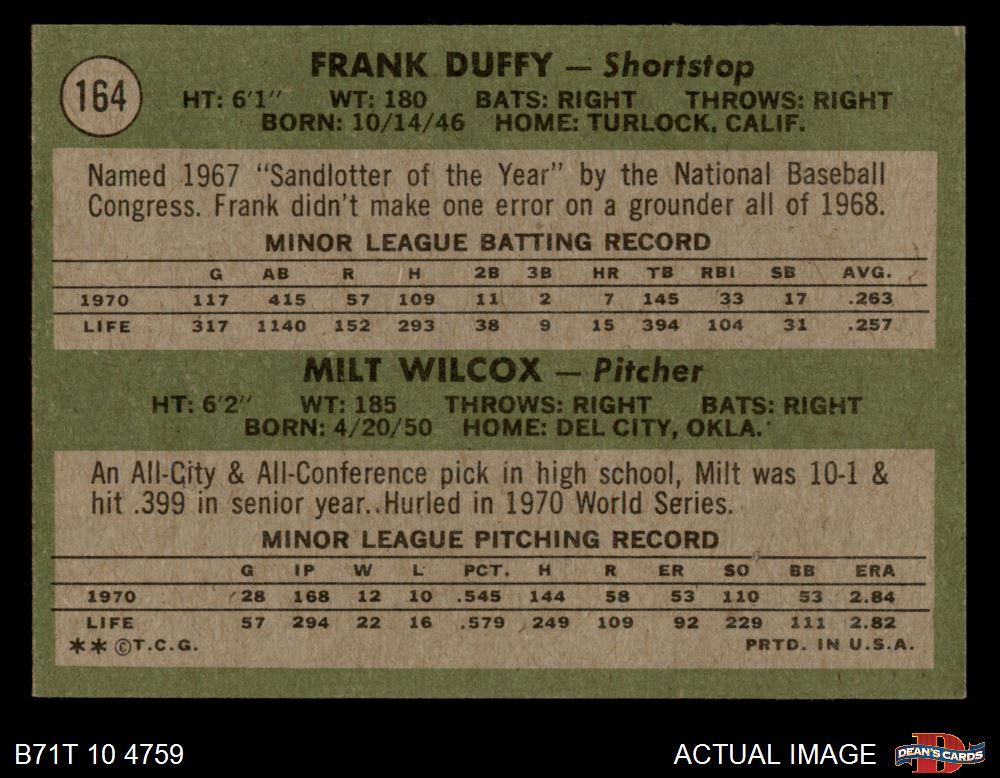 164
FRANK DUFFY — Shortstop
HT: 6'1" WT: 180 BATS: RIGHT THROWS: RIGHT
BORN: 10/14/46 HOME: TURLOCK, CALIF.
Named 1967 "Sandlotter of the Year" by the National Baseball
Congress. Frank didn't make one error on a grounder all of 1968.
MINOR LEAGUE BATTING RECORD
G AB R H 2B 3B HR TB RBI SB AVG.
1970 117 415 57 109 11 2 7 145 33 17 .263
LIFE 317 1140 152 293 38 9 15 394 104 31 .257
MILT WILCOX — Pitcher
HT: 6'2" WT: 185 THROWS: RIGHT BATS: RIGHT
BORN: 4/20/50 HOME: DEL CITY, OKLA.
An All-City & All-Conference pick in high school, Milt was 10-1 &
hit .399 in senior year..Hurled in 1970 World Series.
MINOR LEAGUE PITCHING RECORD
G IP W L PCT. H R ER SO BB ERA
1970 28 168 12 10 .545 144 58 53 110 53 2.84
LIFE 57 294 22 16 .579 249 109 92 229 111 2.82
**©T.C.G. PRTD. IN U.S.A.
B71T 10 4759 ACTUAL IMAGE D DEAN'S CARDS